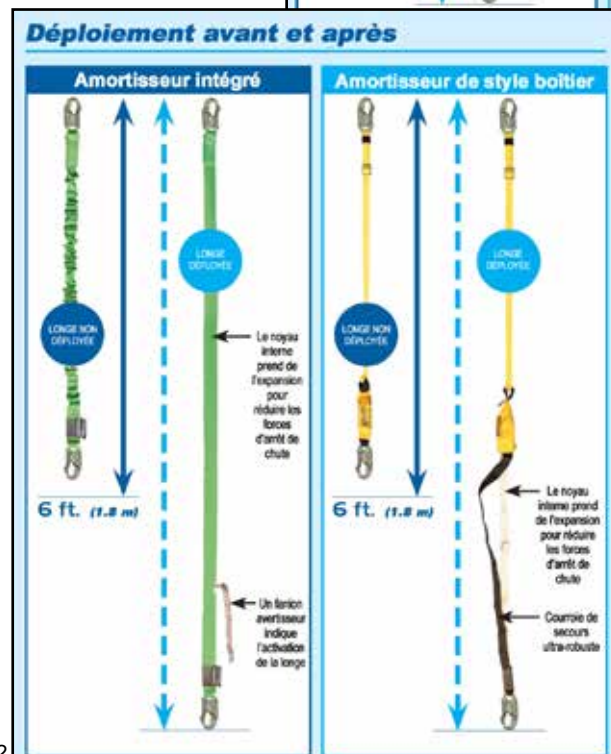 Déploiement avant et après
Amortisseur intégré
LONGE NON
DÉPLOYÉE
LONGE
DÉPLOYÉE
Le noyau
interne
prend de
l'expansion
pour
réduire les
forces
d'arrêt de
chute
6 ft. (1.8 m)
Un fanion
avertisseur
indique
l'activation
de la longe
Amortisseur de style boîtier
LONGE NON
DÉPLOYÉE
LONGE
DÉPLOYÉE
6 ft. (1.8 m)
Le noyau
interne prend
de l'expansion
pour réduire
les forces
d'arrêt de
chute
Courroie de
secours
ultra-robuste
2